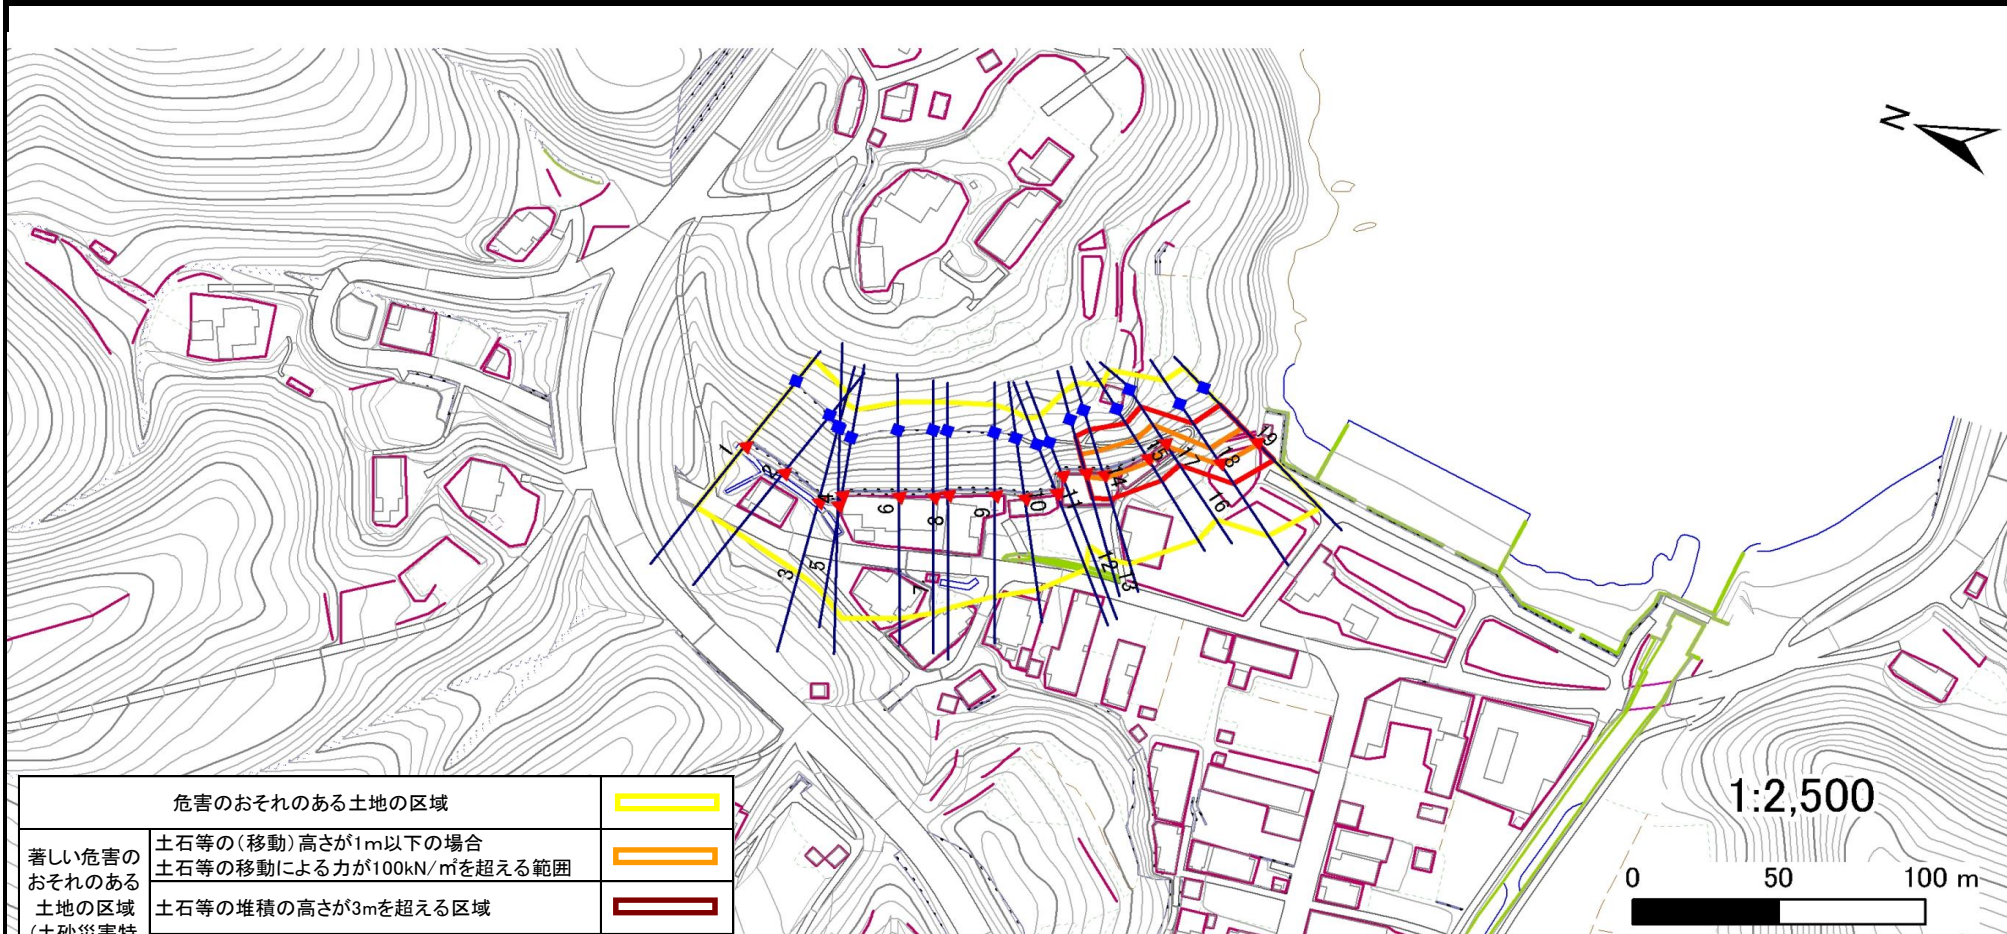 N
1
2
3
4
5
6
7
8
9
10
11
12
13
14
15
16
17
18
19
危害のおそれのある土地の区域
著しい危害の
おそれのある
土地の区域
(土砂災害特
土石等の(移動)高さが1m以下の場合
土石等の移動による力が100kN/㎡を超える範囲
土石等の堆積の高さが3mを超える区域
1:2,500
0 50 100 m